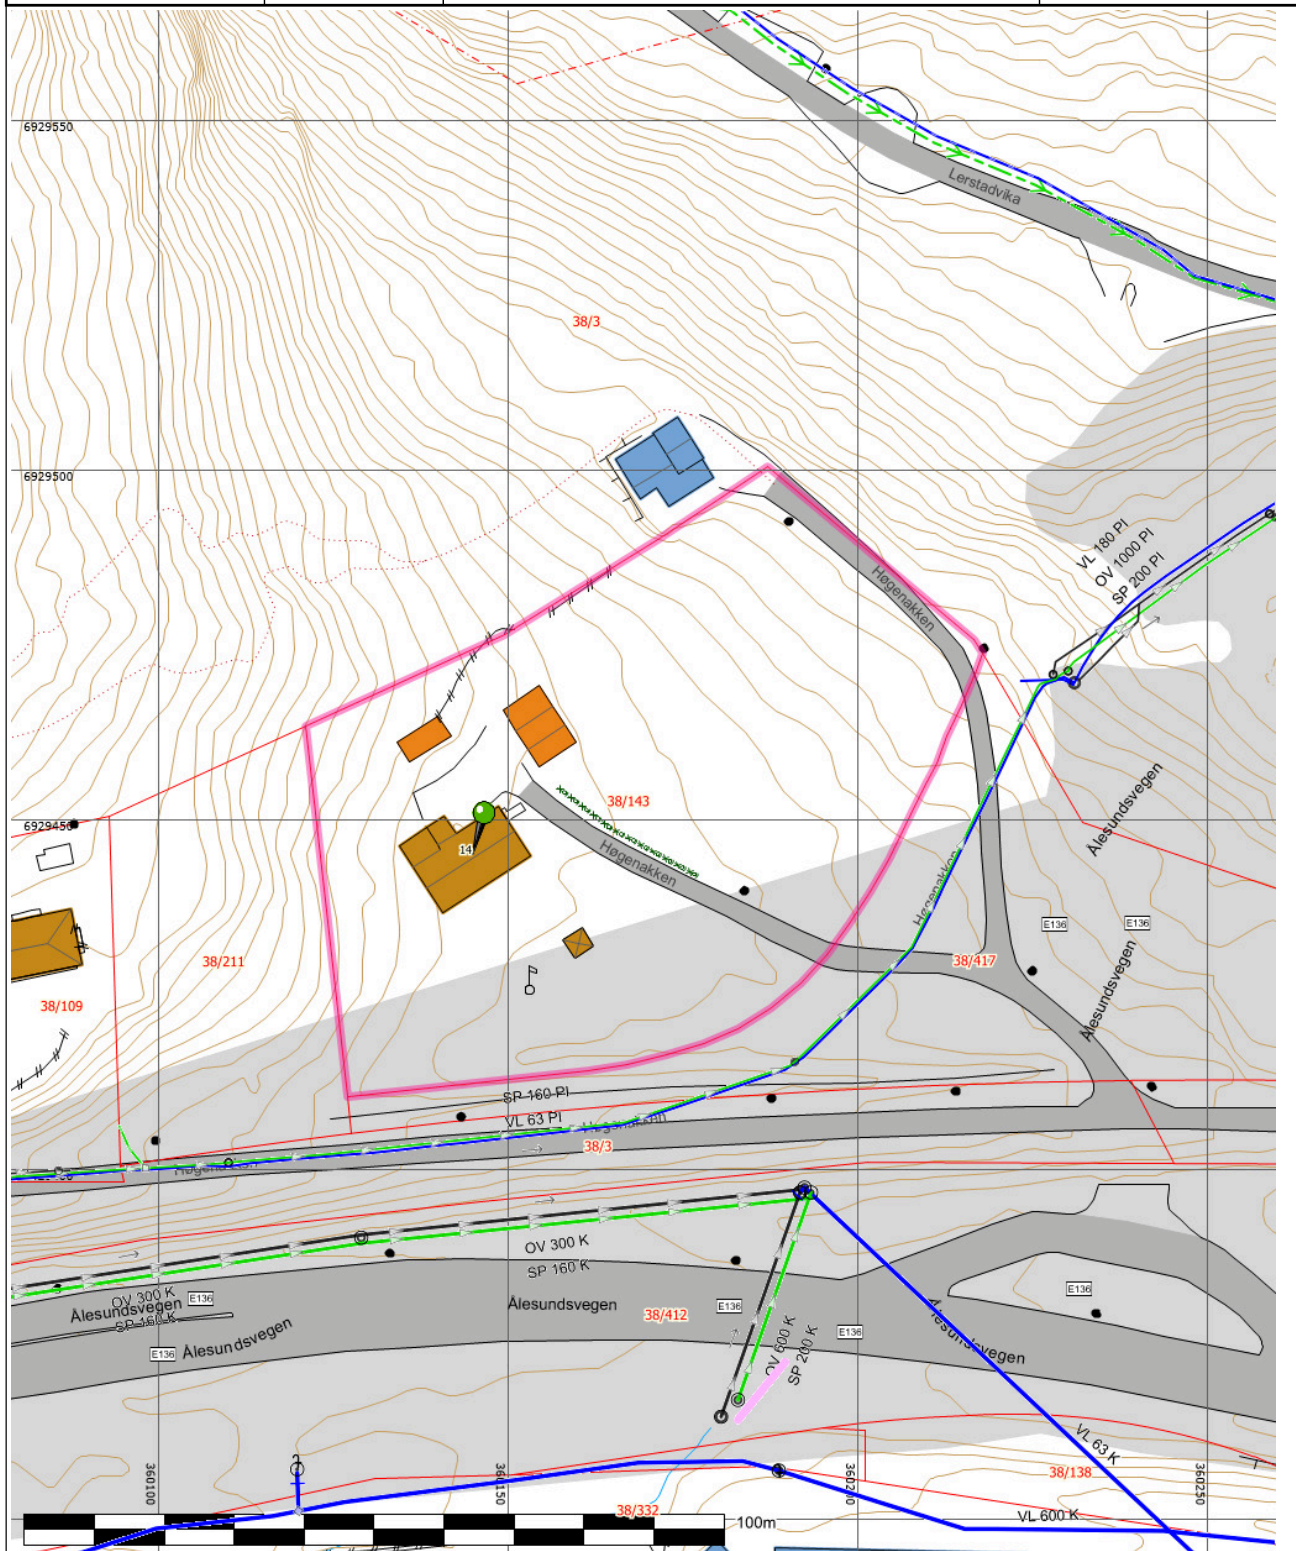 6929550
Lerstadvika
38/3
6929500
VL 180 PI
OV 1000 PI
SP 200 PI
Høgenakken
38/143
Ålesundsvegen
6929450
14
Høgenakken
Høgenakken
E136
E136
38/211
38/417
Ålesundsvegen
38/109
SP 160 PI
VL 63 PI
Høgenakken
38/3
OV 300 K
SP 160 K
OV 300 K
E136
Ålesundsvegen
SP 160 K
Ålesundsvegen
E136
38/412
E136
E136
E136
Ålesundsvegen
Ålesundsvegen
E136
OV 600 K
SP 200 K
VL 63 K
360100
360150
360200
360250
38/138
38/332
VL 600 K
100m